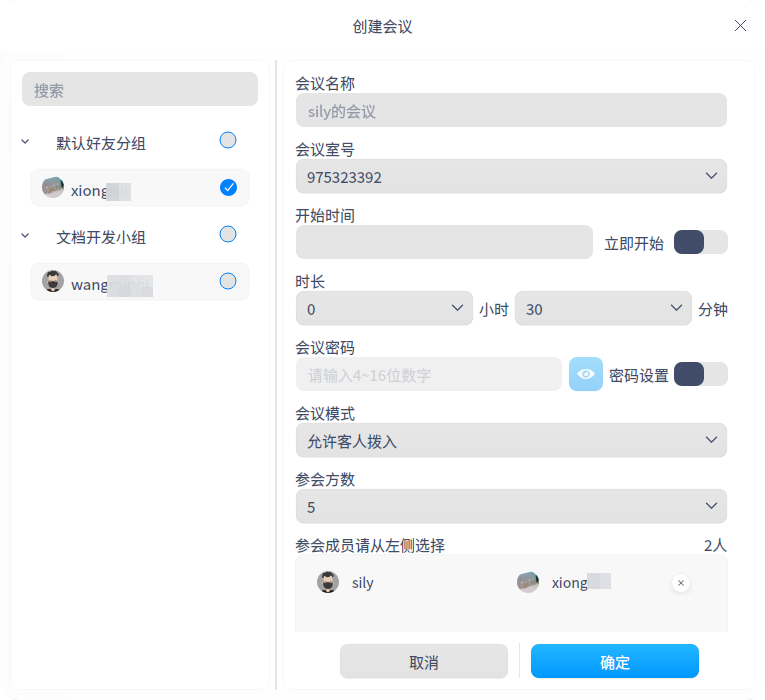 创建会议
搜索
默认好友分组
xiong
文档开发小组
wang
会议名称
sily的会议
会议室号
975323392
开始时间
立即开始
时长
0 小时 30 分钟
会议密码
请输入4~16位数字
密码设置
会议模式
允许客人拨入
参会方数
5
参会成员请从左侧选择 2人
sily xiong
取消 确定